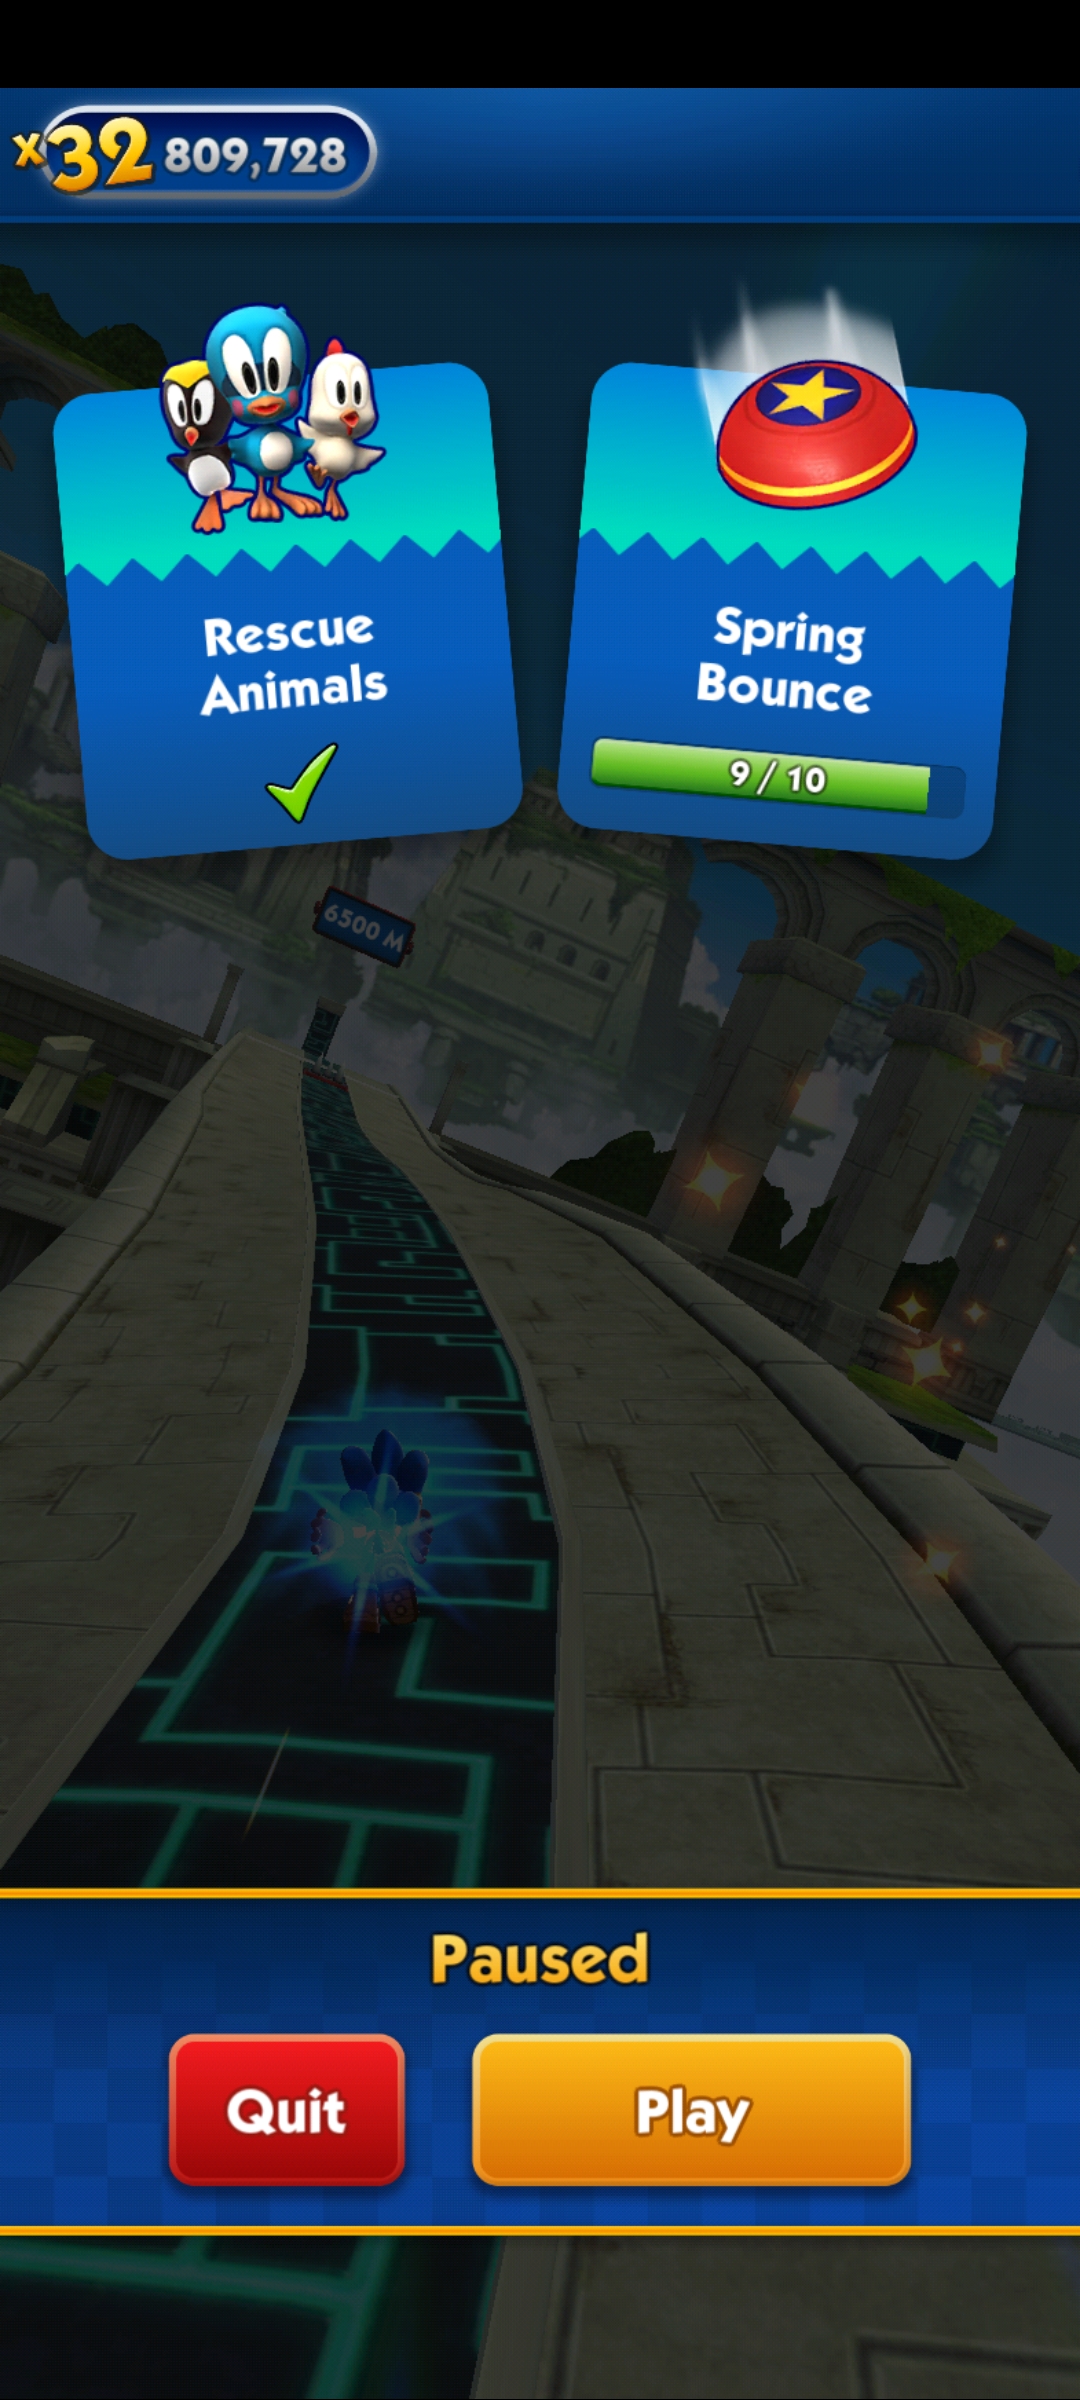 x32 809,728
Rescue
Animals
Spring
Bounce
9 / 10
6500 M
Paused
Quit
Play